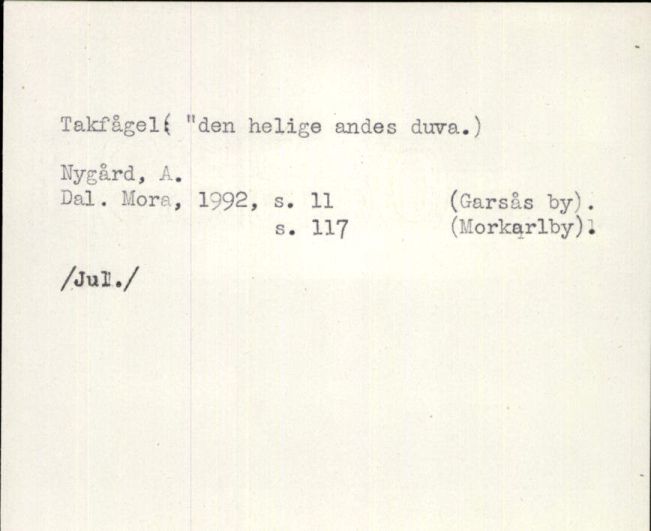 Takfågel( "den helige andes duva.)
Nygård, A.
Dal. Mora, 1992, s. 11 (Garsås by).
s. 117 (Morkarlby).
/Jul./